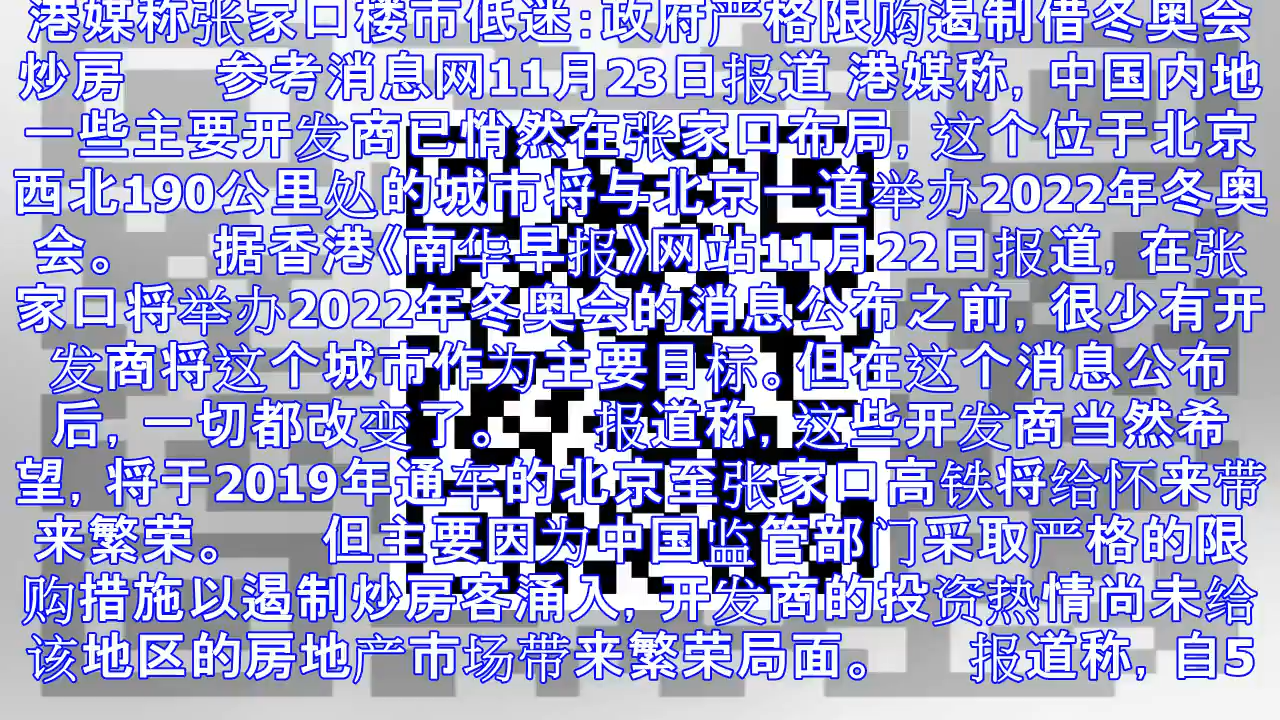 港媒称张家口楼市低迷:政府严格限购遏制借冬奥会
炒房　　参考消息网11月23日报道 港媒称, 中国内地
一些主要开发商已悄然在张家口布局, 这个位于北京
西北190公里处的城市将与北京一道举办2022年冬奥
会。　　据香港《南华早报》网站11月22日报道, 在张
家口将举办2022年冬奥会的消息公布之前, 很少有开
发商将这个城市作为主要目标。但在这个消息公布
后, 一切都改变了。　　报道称, 这些开发商当然希
望, 将于2019年通车的北京至张家口高铁将给怀来带
来繁荣。　　但主要因为中国监管部门采取严格的限
购措施以遏制炒房客涌入, 开发商的投资热情尚未给
该地区的房地产市场带来繁荣局面。　　报道称, 自5